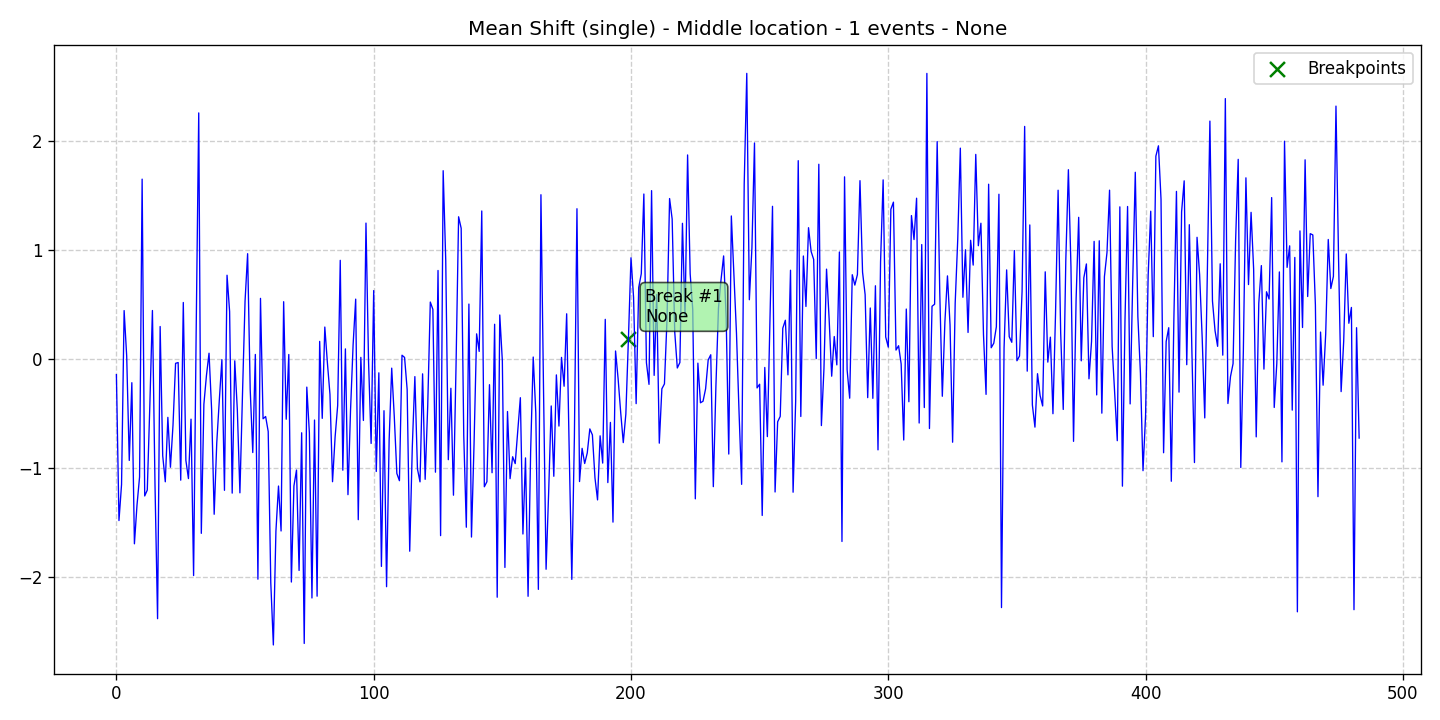 Mean Shift (single) - Middle location - 1 events - None
Breakpoints
Break #1
None
2
1
0
−1
−2
0
100
200
300
400
500